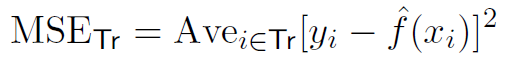 MSE_Tr = Ave_{i∈Tr}[y_i − f̂(x_i)]²